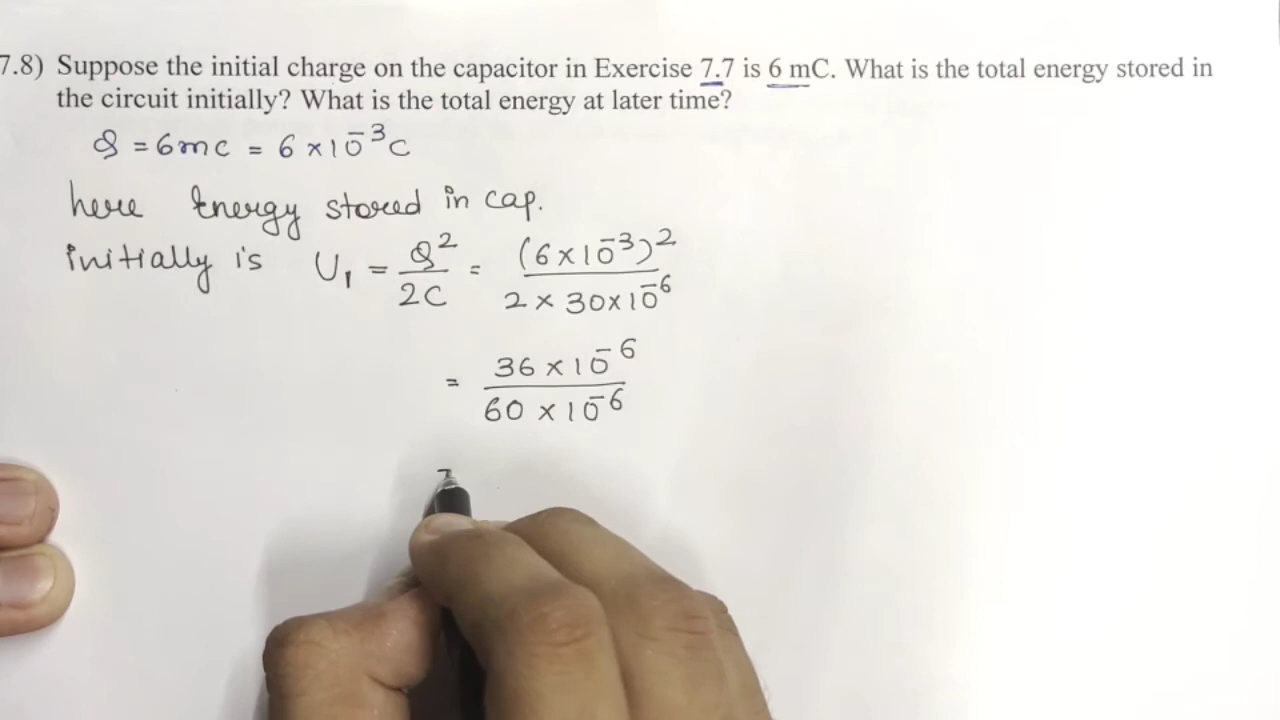 7.8) Suppose the initial charge on the capacitor in Exercise 7.7 is 6 mC. What is the total energy stored in
the circuit initially? What is the total energy at later time?
Q = 6mc = 6 × 10⁻³ C
here Energy stored in cap.
initially is U₁ = Q²/2C = (6×10⁻³)²/2 × 30×10⁻⁶
= 36 × 10⁻⁶/60 × 10⁻⁶